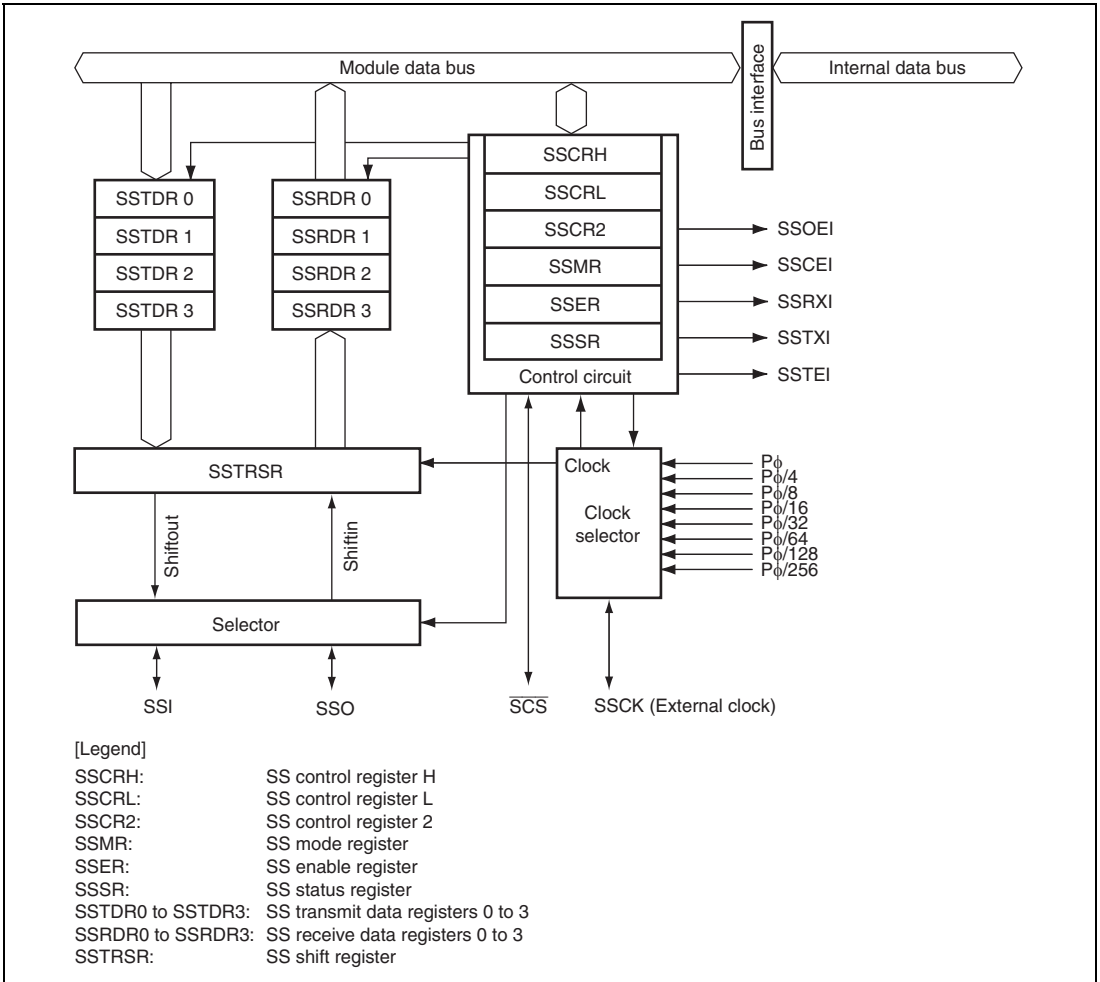 Module data bus
Bus interface
Internal data bus
SSTDR 0
SSTDR 1
SSTDR 2
SSTDR 3
SSRDR 0
SSRDR 1
SSRDR 2
SSRDR 3
SSCRH
SSCRL
SSCR2
SSMR
SSER
SSSR
Control circuit
SSOEI
SSCEI
SSRXI
SSTXI
SSTEI
SSTRSR
Clock
Clock
selector
Pϕ
Pϕ/4
Pϕ/8
Pϕ/16
Pϕ/32
Pϕ/64
Pϕ/128
Pϕ/256
Shiftout
Shiftin
Selector
SSI
SSO
S̅C̅S̅
SSCK (External clock)
[Legend]
SSCRH: SS control register H
SSCRL: SS control register L
SSCR2: SS control register 2
SSMR: SS mode register
SSER: SS enable register
SSSR: SS status register
SSTDR0 to SSTDR3: SS transmit data registers 0 to 3
SSRDR0 to SSRDR3: SS receive data registers 0 to 3
SSTRSR: SS shift register